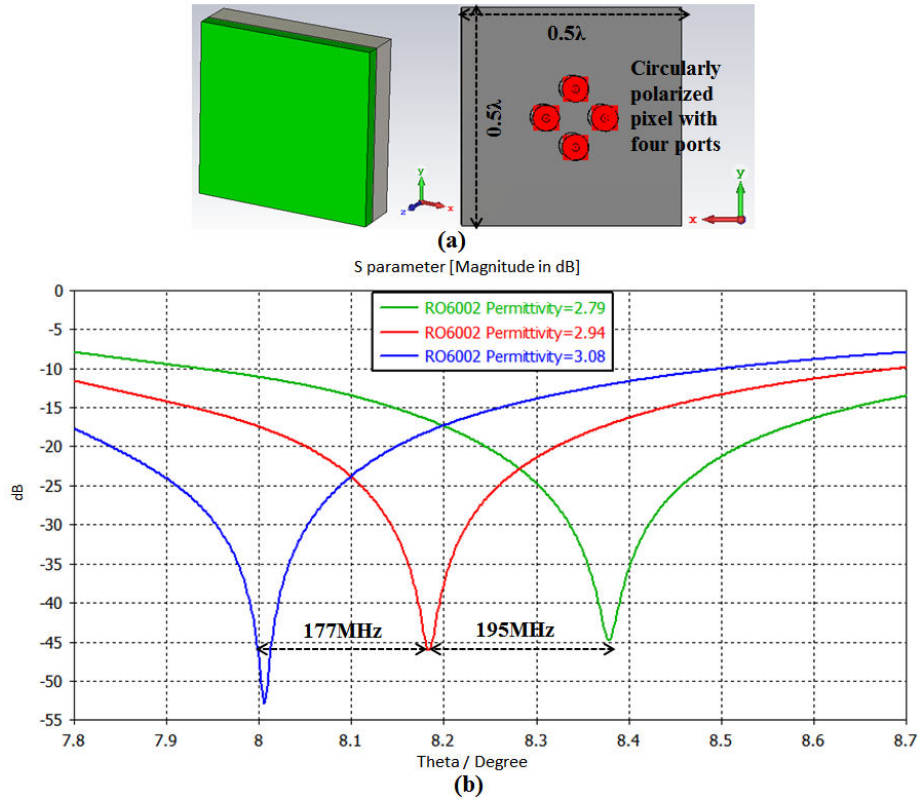 0.5λ
0.5λ
Circularly
polarized
pixel with
four ports
y
x
z
y
x
(a)
S parameter [Magnitude in dB]
RO6002 Permittivity=2.79
RO6002 Permittivity=2.94
RO6002 Permittivity=3.08
0
-5
-10
-15
-20
-25
-30
-35
-40
-45
-50
-55
dB
177MHz
195MHz
7.8 7.9 8 8.1 8.2 8.3 8.4 8.5 8.6 8.7
Theta / Degree
(b)